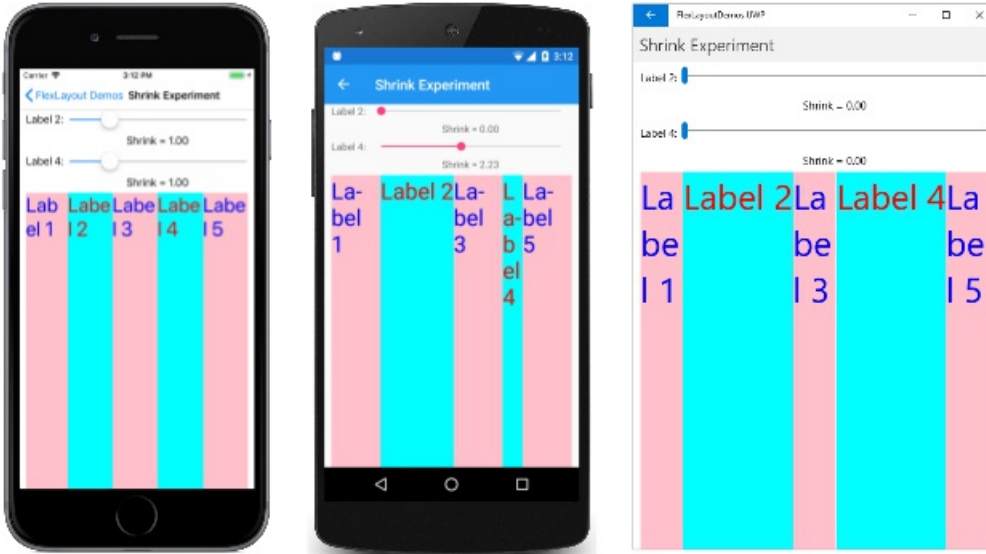 Carrier 3:12 PM
FlexLayout Demos Shrink Experiment
Label 2:
Shrink = 1.00
Label 4:
Shrink = 1.00
Lab
el 1
Labe
l 2
Labe
l 3
Labe
l 4
Labe
l 5
3:12
Shrink Experiment
Label 2:
Shrink = 0.00
Label 4:
Shrink = 2.23
La-
bel
1
Label 2
La-
bel
3
L
a-
b
el
4
La-
bel
5
FlexLayoutDemos.UWP
Shrink Experiment
Label 2:
Shrink = 0.00
Label 4:
Shrink = 0.00
La
be
l 1
Label 2
La
be
l 3
Label 4
La
be
l 5